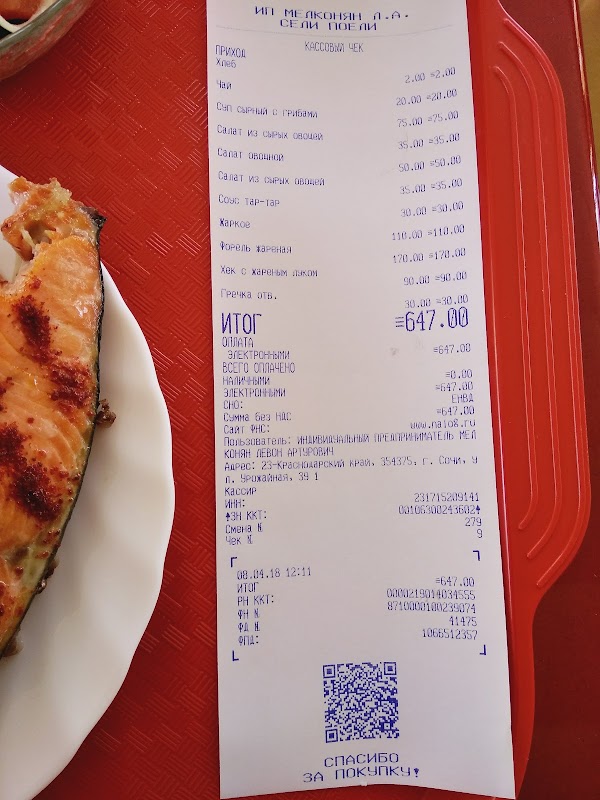 ИП МЕЛКОНЯН Л.А.
СЕЛИ ПОЕЛИ
КАССОВЫЙ ЧЕК
ПРИХОД
Хлеб
2.00 =2.00
Чай
20.00 =20.00
Суп сырный с грибами
75.00 =75.00
Салат из сырых овощей
35.00 =35.00
Салат овощной
50.00 =50.00
Салат из сырых овощей
35.00 =35.00
Соус тар-тар
30.00 =30.00
Жаркое
110.00 =110.00
Форель жареная
170.00 =170.00
Хек с жареным луком
90.00 =90.00
Гречка отв.
30.00 =30.00
ИТОГ =647.00
ОПЛАТА
ЭЛЕКТРОННЫМИ =647.00
ВСЕГО ОПЛАЧЕНО
НАЛИЧНЫМИ =0.00
ЭЛЕКТРОННЫМИ =647.00
СНО: ЕНВД
Сумма без НДС =647.00
Сайт ФНС: www.nalog.ru
Пользователь: ИНДИВИДУАЛЬНЫЙ ПРЕДПРИНИМАТЕЛЬ МЕЛ
КОНЯН ЛЕВОН АРТУРОВИЧ
Адрес: 23-Краснодарский край, 354375, г. Сочи, у
л. Урожайная, 39 1
Кассир
ИНН: 231715209141
ЗН ККТ: 00106308243602
Смена № 279
Чек № 9
08.04.18 12:11
ИТОГ =647.00
РН ККТ: 0000219014034555
ФН № 8710000100239074
ФД № 41475
ФПД: 1066512357
СПАСИБО
ЗА ПОКУПКУ!